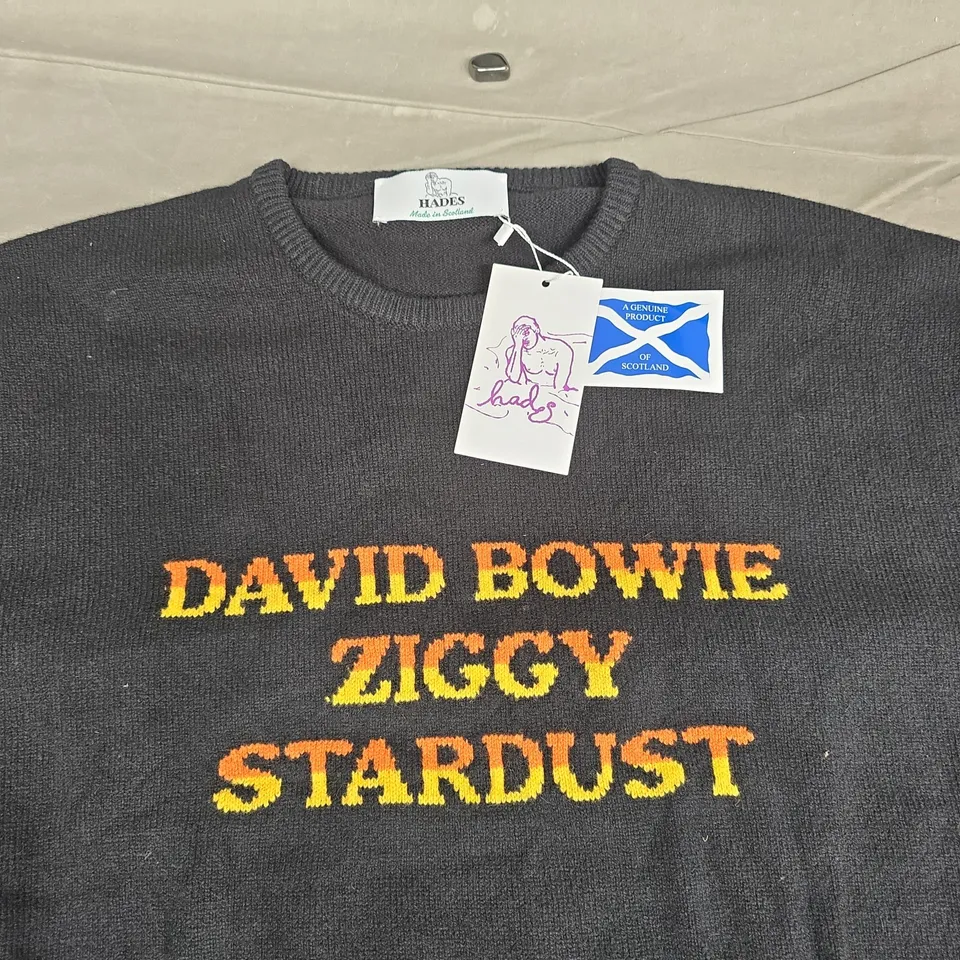 HADES
Made in Scotland
hades
A GENUINE
PRODUCT
OF
SCOTLAND
DAVID BOWIE
ZIGGY
STARDUST